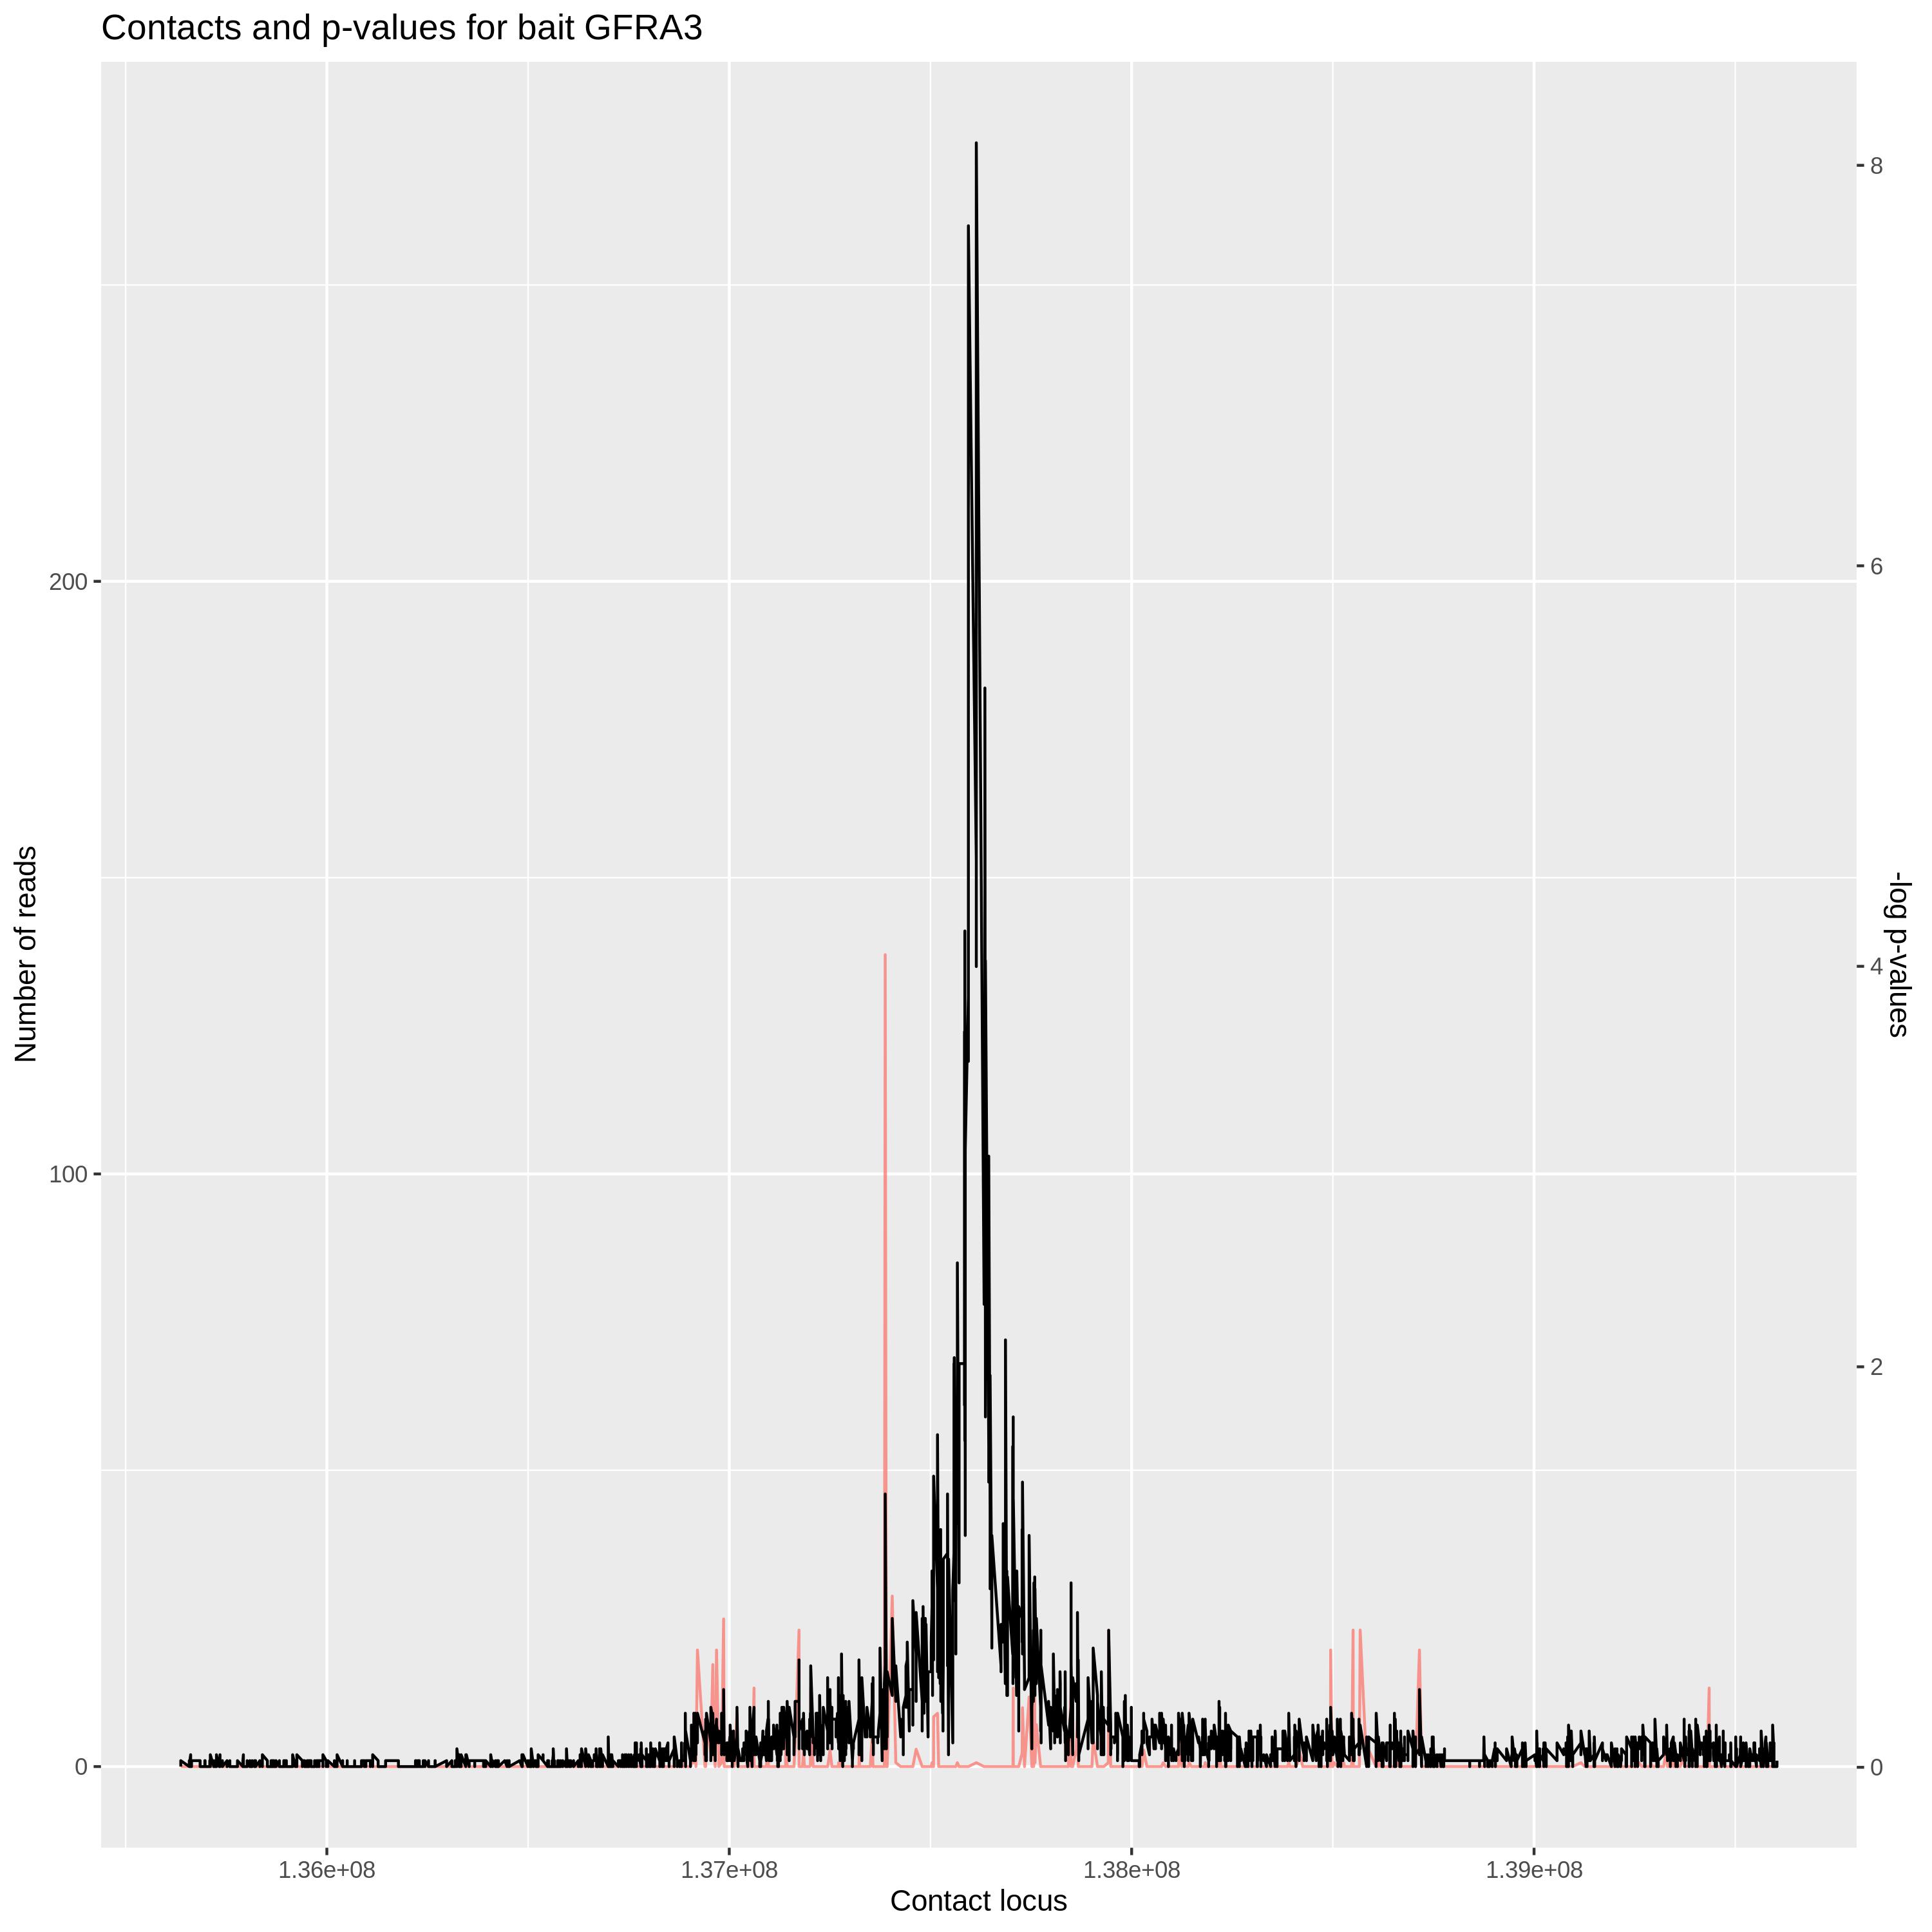 Contacts and p-values for bait GFRA3
Number of reads
200
100
0
8
6
4
2
0
-log p-values
1.36e+08
1.37e+08
1.38e+08
1.39e+08
Contact locus